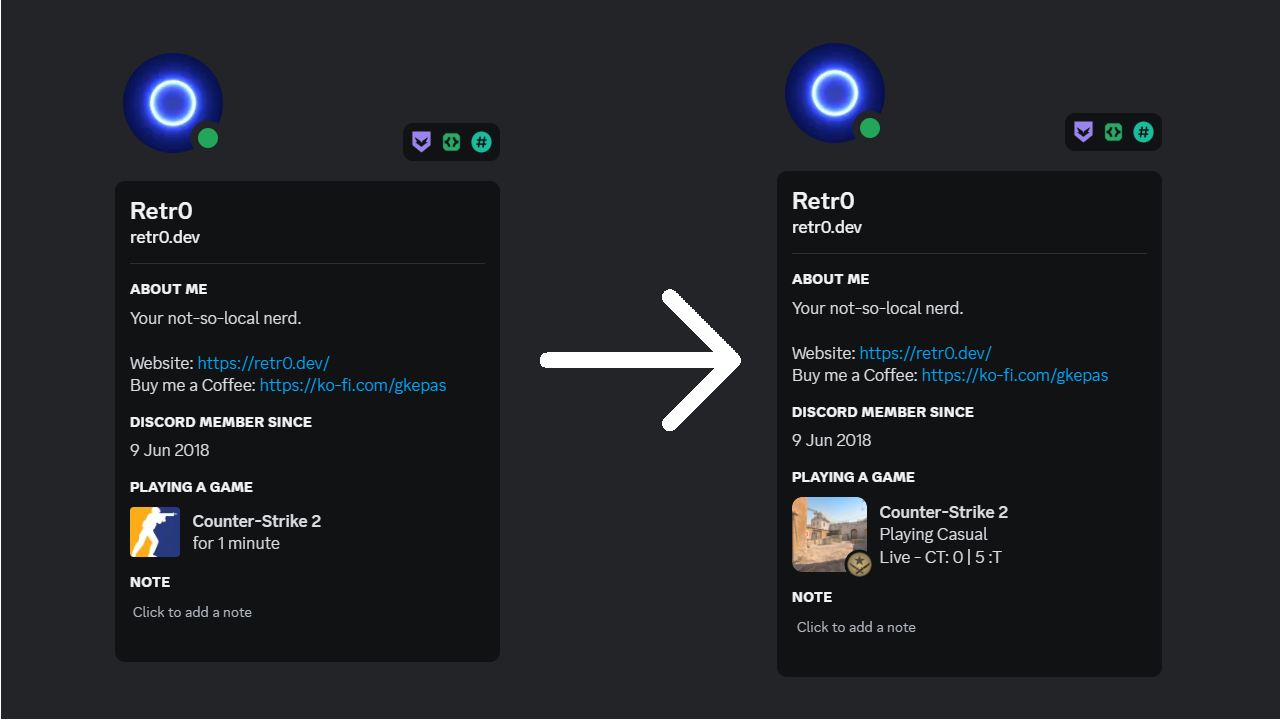 Retr0
retr0.dev
ABOUT ME
Your not-so-local nerd.
Website: https://retr0.dev/
Buy me a Coffee: https://ko-fi.com/gkepas
DISCORD MEMBER SINCE
9 Jun 2018
PLAYING A GAME
Counter-Strike 2
for 1 minute
NOTE
Click to add a note
Retr0
retr0.dev
ABOUT ME
Your not-so-local nerd.
Website: https://retr0.dev/
Buy me a Coffee: https://ko-fi.com/gkepas
DISCORD MEMBER SINCE
9 Jun 2018
PLAYING A GAME
Counter-Strike 2
Playing Casual
Live - CT: 0 | 5 :T
NOTE
Click to add a note